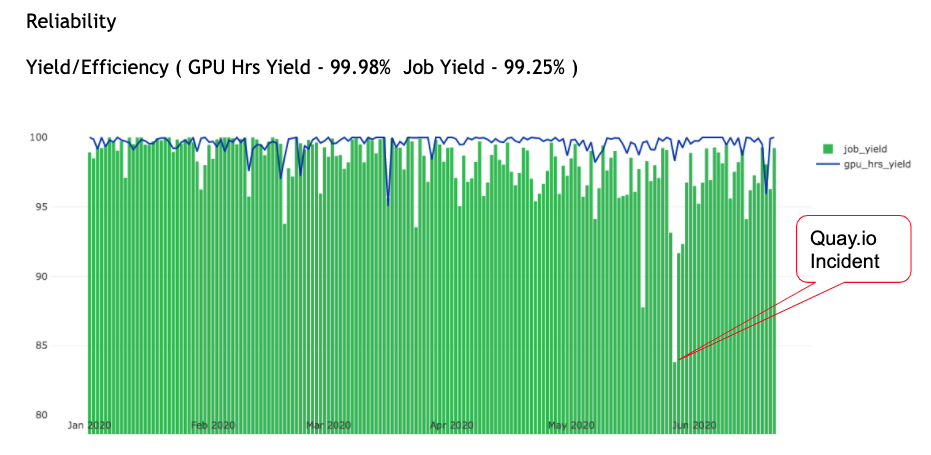 Reliability
Yield/Efficiency ( GPU Hrs Yield - 99.98% Job Yield - 99.25% )
100
95
90
85
80
Jan 2020
Feb 2020
Mar 2020
Apr 2020
May 2020
Jun 2020
job_yield
gpu_hrs_yield
Quay.io
Incident